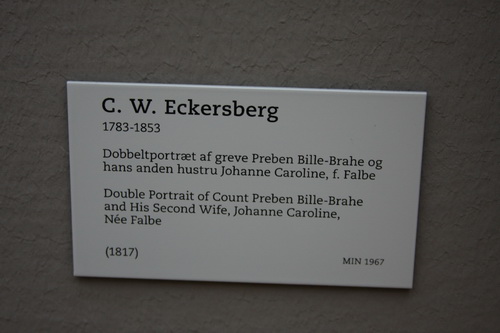 C. W. Eckersberg
1783-1853
Dobbeltportræt af greve Preben Bille-Brahe og
hans anden hustru Johanne Caroline, f. Falbe
Double Portrait of Count Preben Bille-Brahe
and His Second Wife, Johanne Caroline,
Née Falbe
(1817)
MIN 1967